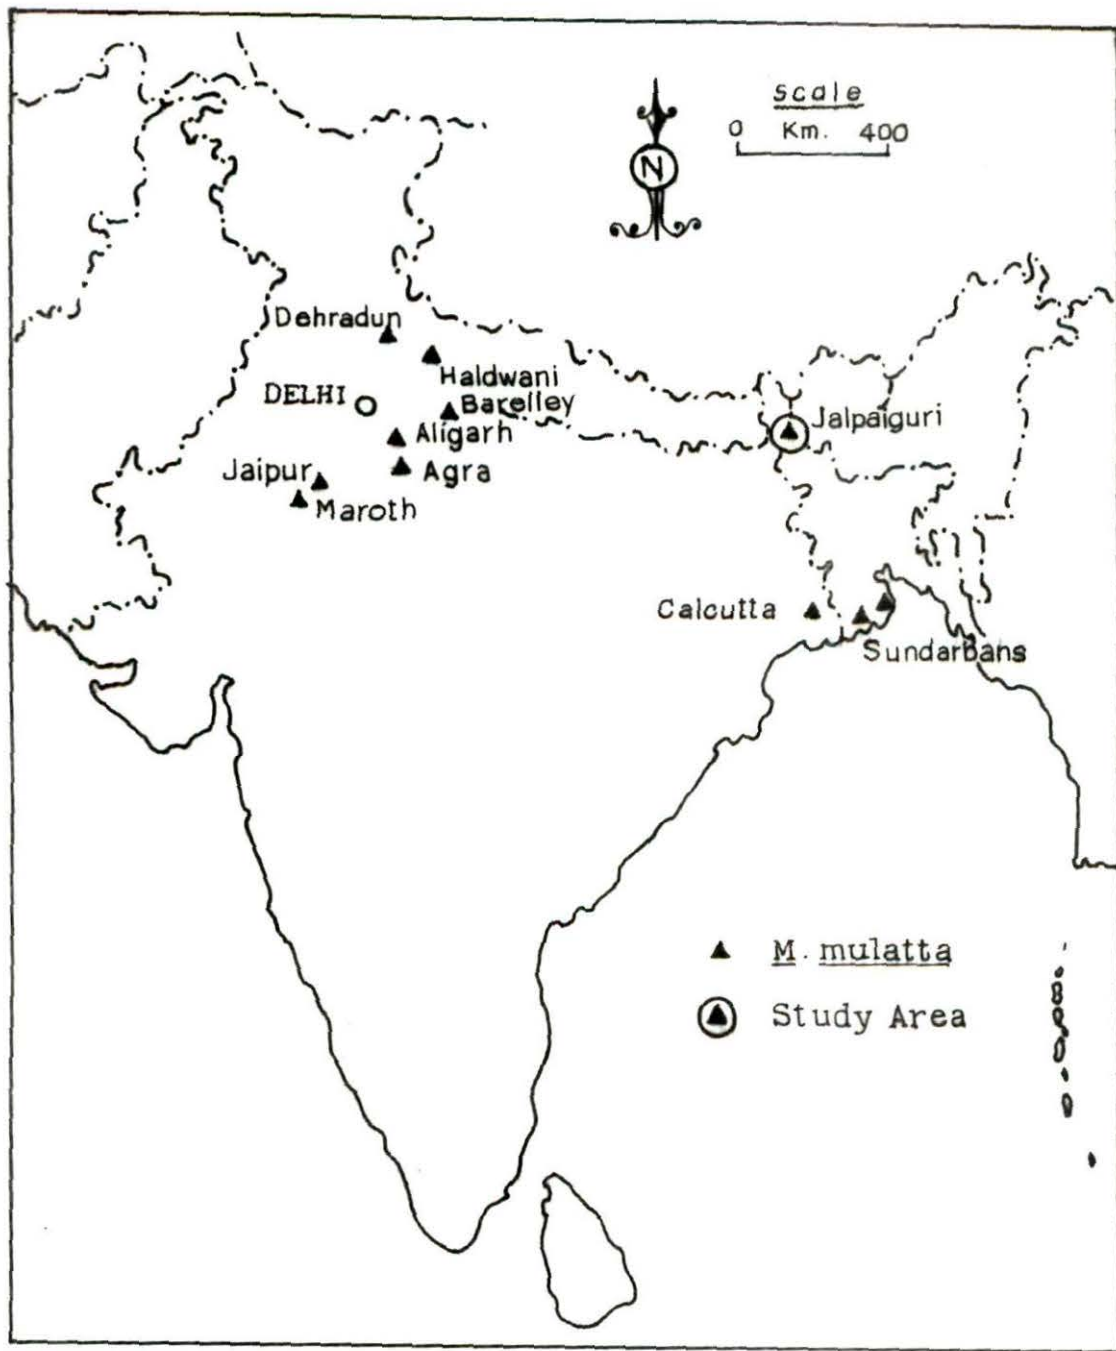 Scale
0 Km. 400
N
Dehradun
Haldwani
DELHI
Barelley
Aligarh
Jalpaiguri
Jaipur
Agra
Maroth
Calcutta
Sundarbans
M. mulatta
Study Area